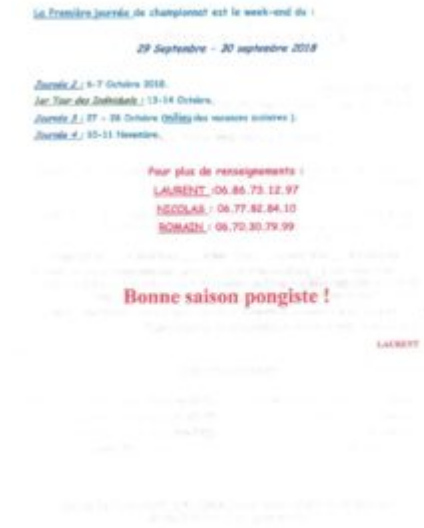 La Première journée de championnat est le week-end du :
29 Septembre - 30 septembre 2018
Journée 2 : 6-7 Octobre 2018.
1er Tour des Individuels : 13-14 Octobre.
Journée 3 : 27 - 28 Octobre (milieu des vacances scolaires ).
Journée 4 : 10-11 Novembre.
Pour plus de renseignements :
LAURENT : 06.86.73.12.97
NICOLAS : 06.77.82.84.10
ROMAIN : 06.70.30.79.99
Bonne saison pongiste !
LAURENT